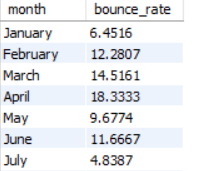 month bounce_rate
January 6.4516
February 12.2807
March 14.5161
April 18.3333
May 9.6774
June 11.6667
July 4.8387